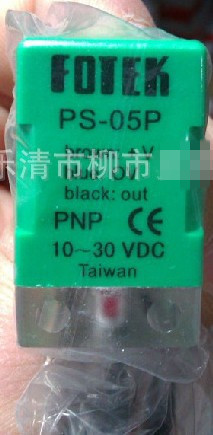 FOTEK
PS-05P
乐清市柳市
black: out
PNP CE
10～30 VDC
Taiwan